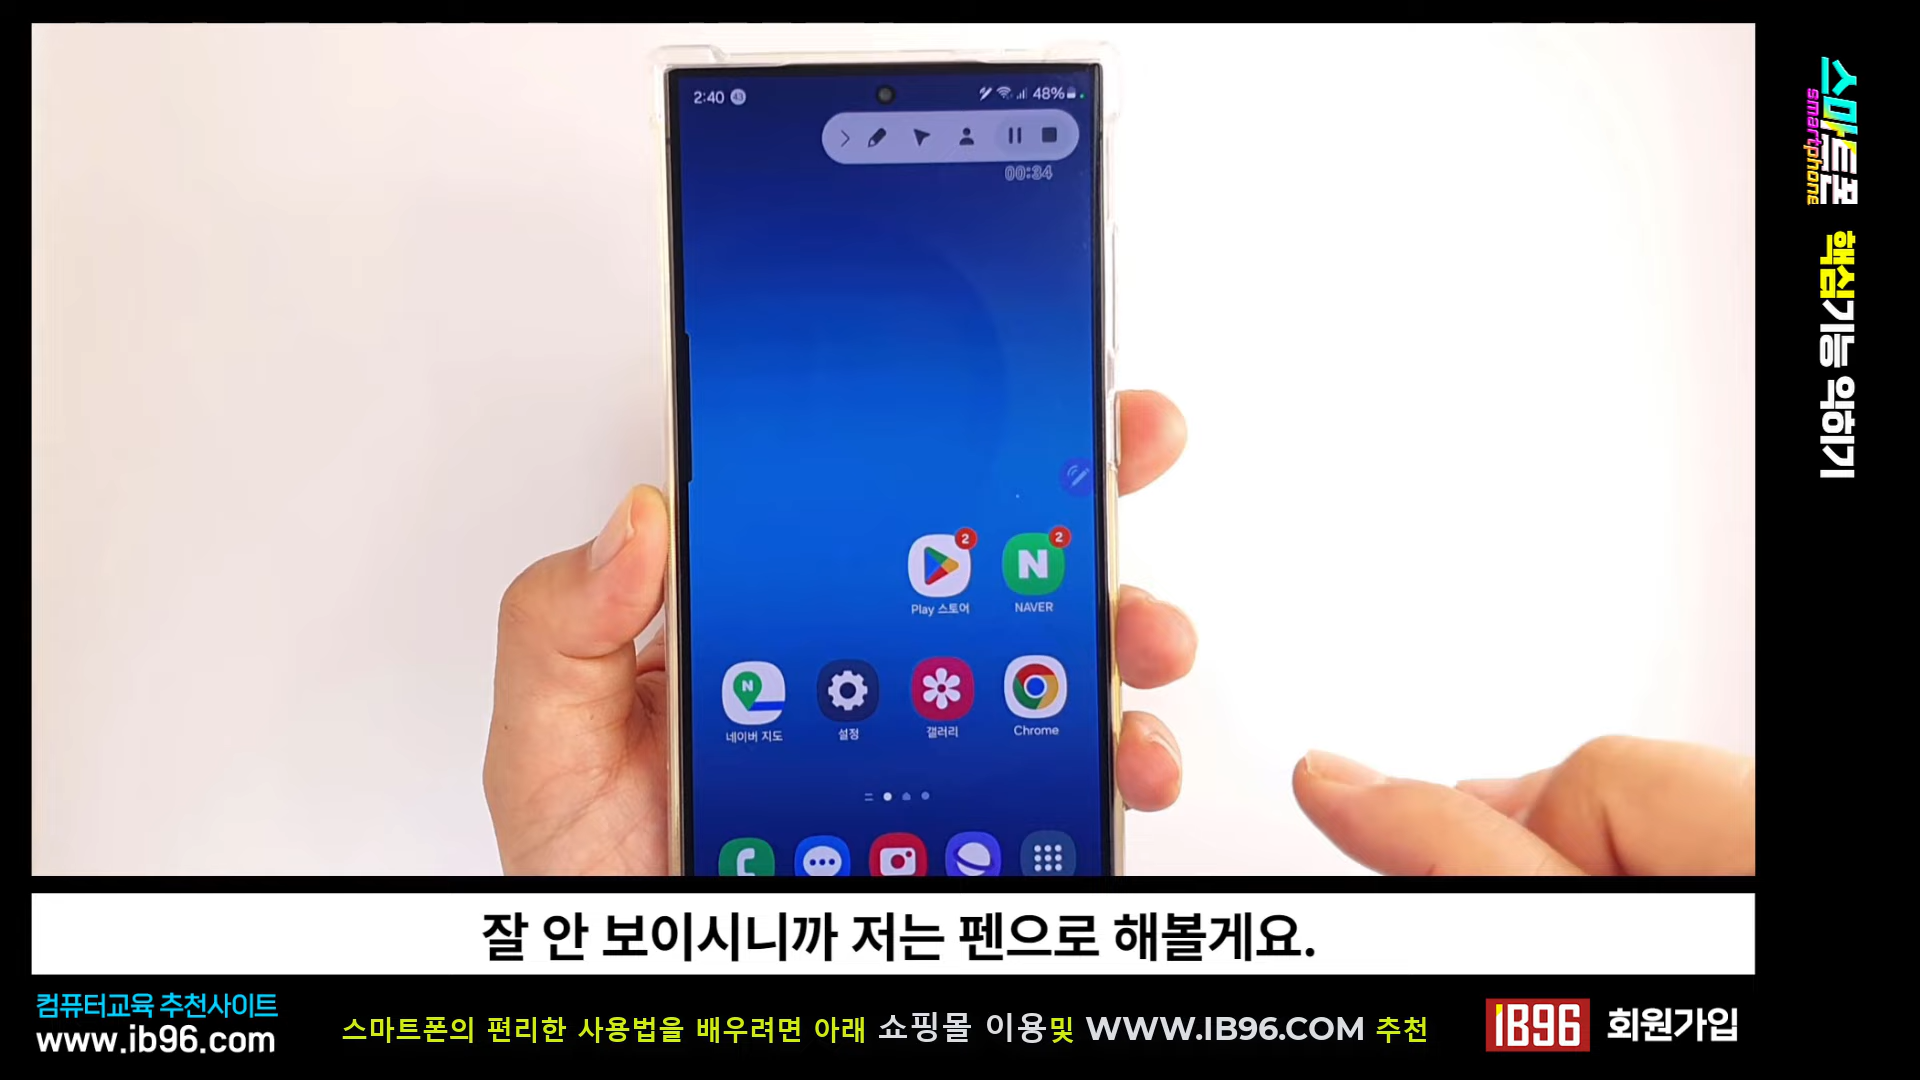 2:40 43 48%
00:34
2 2
Play 스토어 NAVER
네이버 지도 설정 갤러리 Chrome
스마트폰
smartphone
핵심기능 익히기
잘 안 보이시니까 저는 펜으로 해볼게요.
컴퓨터교육 추천사이트
www.ib96.com
스마트폰의 편리한 사용법을 배우려면 아래 쇼핑몰 이용및 WWW.IB96.COM 추천
IB96 회원가입